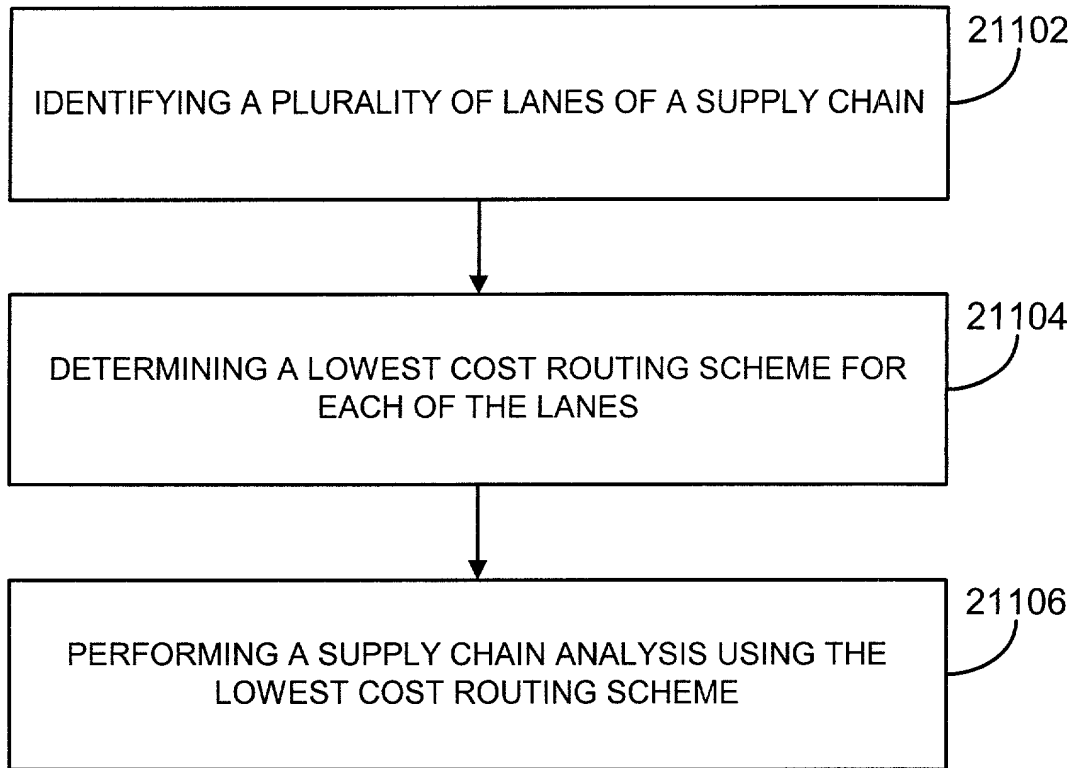 21102
IDENTIFYING A PLURALITY OF LANES OF A SUPPLY CHAIN
21104
DETERMINING A LOWEST COST ROUTING SCHEME FOR
EACH OF THE LANES
21106
PERFORMING A SUPPLY CHAIN ANALYSIS USING THE
LOWEST COST ROUTING SCHEME